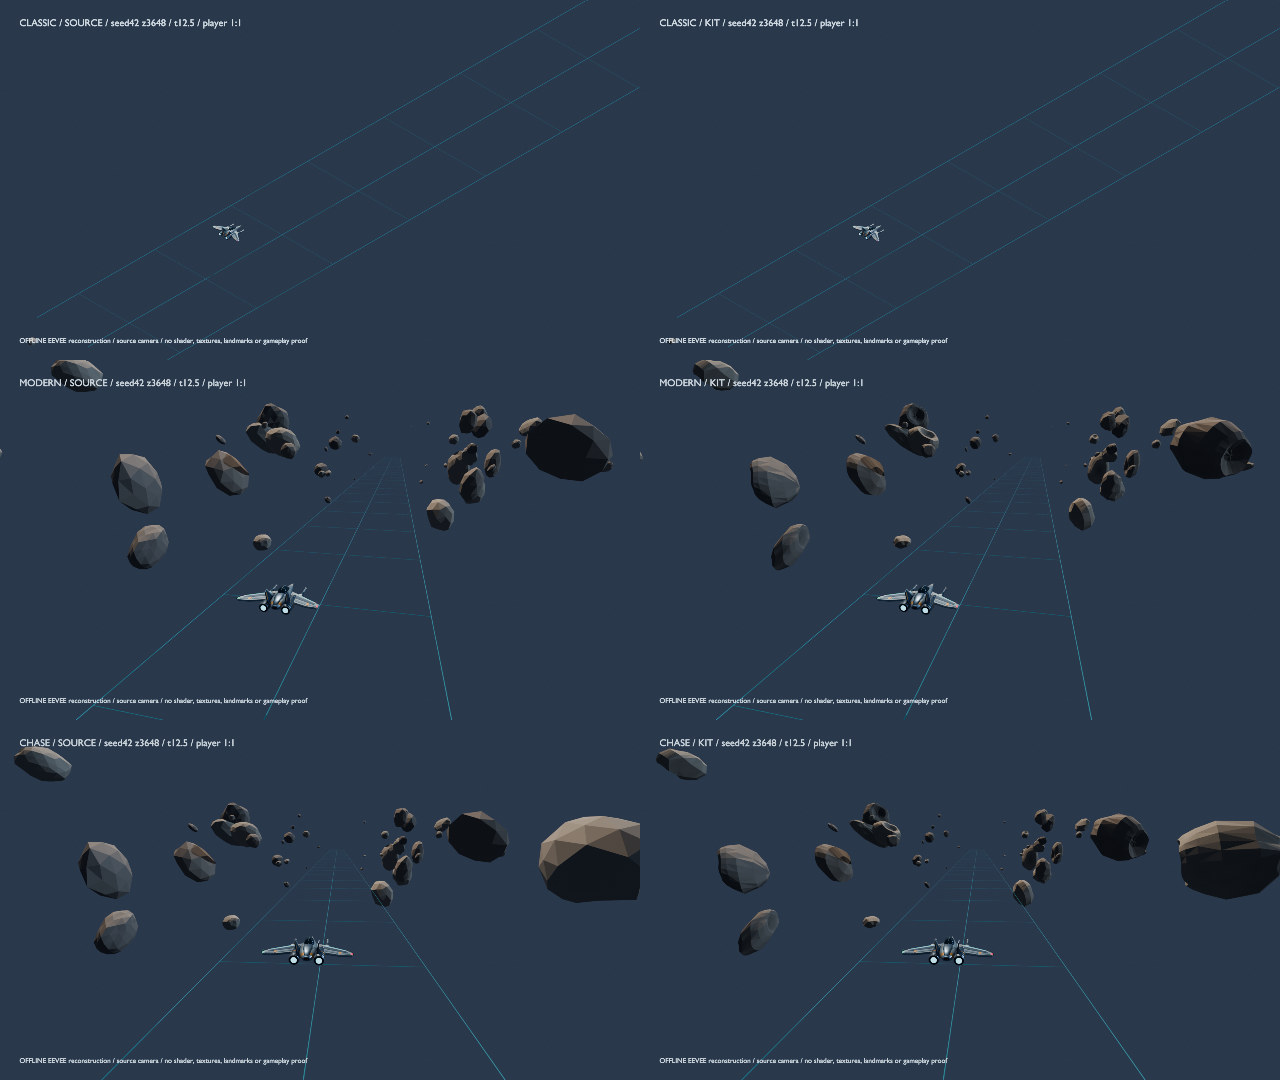 CLASSIC / SOURCE / seed42 z3648 / t12.5 / player 1:1
CLASSIC / KIT / seed42 z3648 / t12.5 / player 1:1
OFFLINE EEVEE reconstruction / source camera / no shader, textures, landmarks or gameplay proof
OFFLINE EEVEE reconstruction / source camera / no shader, textures, landmarks or gameplay proof
MODERN / SOURCE / seed42 z3648 / t12.5 / player 1:1
MODERN / KIT / seed42 z3648 / t12.5 / player 1:1
OFFLINE EEVEE reconstruction / source camera / no shader, textures, landmarks or gameplay proof
OFFLINE EEVEE reconstruction / source camera / no shader, textures, landmarks or gameplay proof
CHASE / SOURCE / seed42 z3648 / t12.5 / player 1:1
CHASE / KIT / seed42 z3648 / t12.5 / player 1:1
OFFLINE EEVEE reconstruction / source camera / no shader, textures, landmarks or gameplay proof
OFFLINE EEVEE reconstruction / source camera / no shader, textures, landmarks or gameplay proof